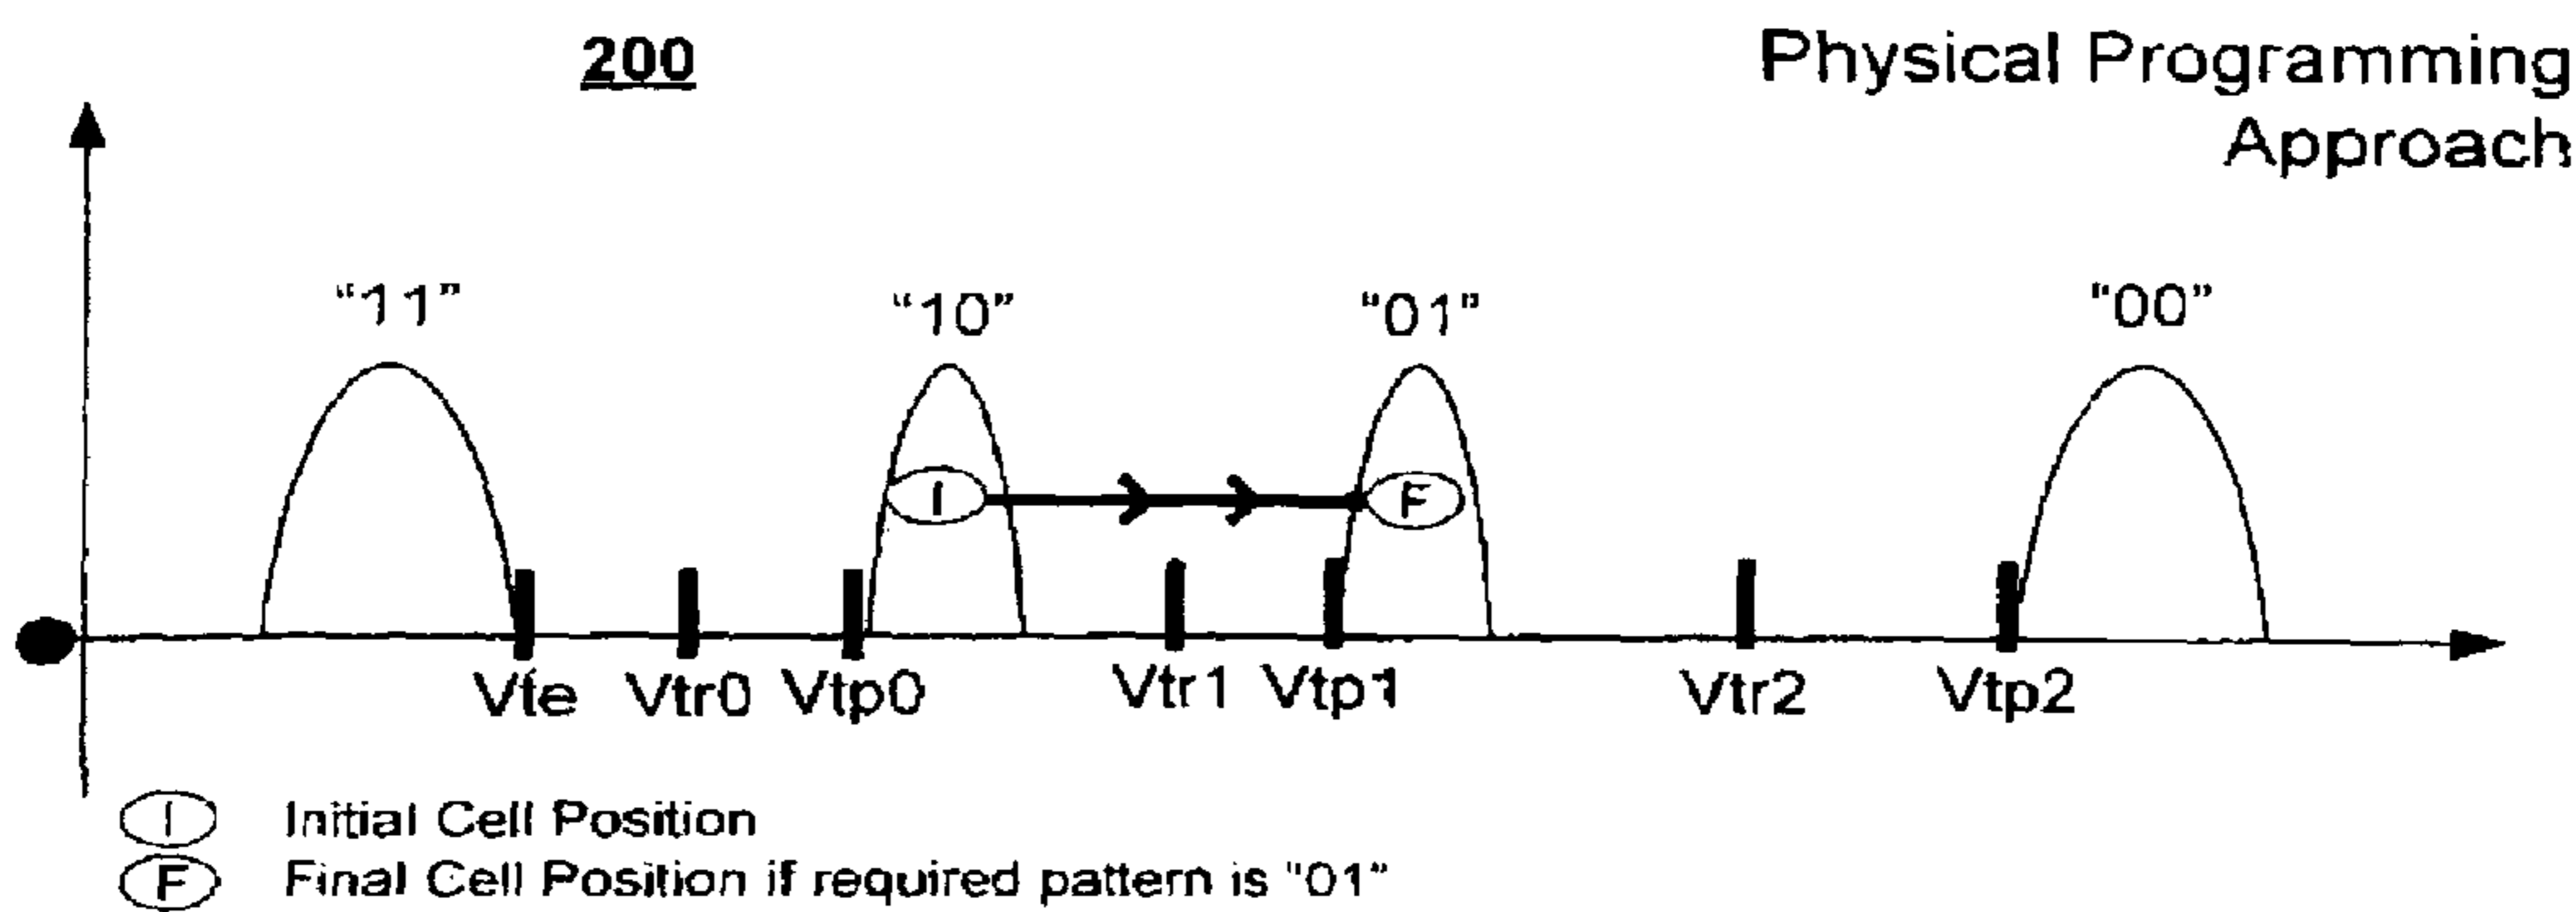 200
Physical Programming
Approach
“11” “10” "01" "00"
I F
Vte Vtr0 Vtp0 Vtr1 Vtp1 Vtr2 Vtp2
I Initial Cell Position
F Final Cell Position if required pattern is "01"